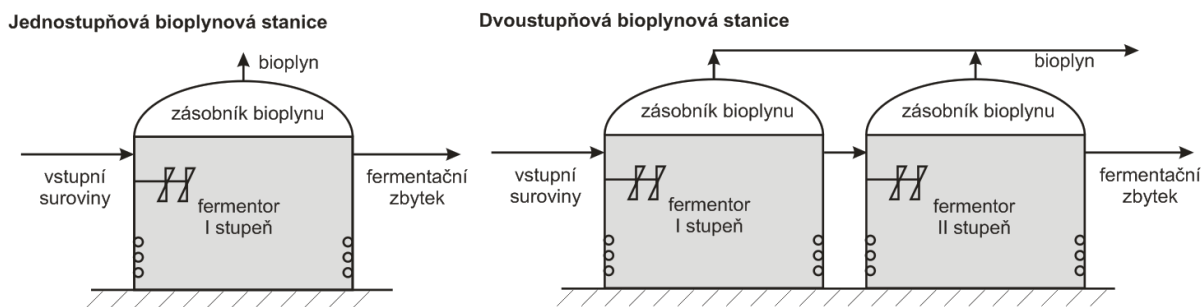 Jednostupňová bioplynová stanice
bioplyn
zásobník bioplynu
vstupní
suroviny
fermentor
I stupeň
fermentační
zbytek
Dvoustupňová bioplynová stanice
bioplyn
zásobník bioplynu
zásobník bioplynu
vstupní
suroviny
fermentor
I stupeň
fermentor
II stupeň
fermentační
zbytek